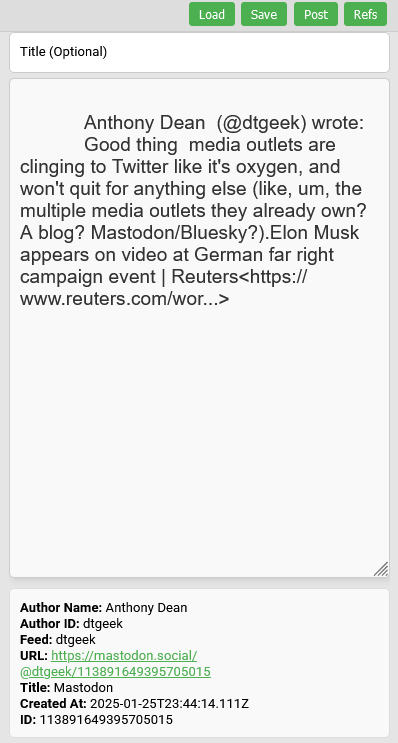 Load Save Post Refs
Title (Optional)
Anthony Dean  (@dtgeek) wrote:
Good thing  media outlets are
clinging to Twitter like it's oxygen, and
won't quit for anything else (like, um, the
multiple media outlets they already own?
A blog? Mastodon/Bluesky?).Elon Musk
appears on video at German far right
campaign event | Reuters<https://
www.reuters.com/wor...>
Author Name: Anthony Dean
Author ID: dtgeek
Feed: dtgeek
URL: https://mastodon.social/
@dtgeek/113891649395705015
Title: Mastodon
Created At: 2025-01-25T23:44:14.111Z
ID: 113891649395705015